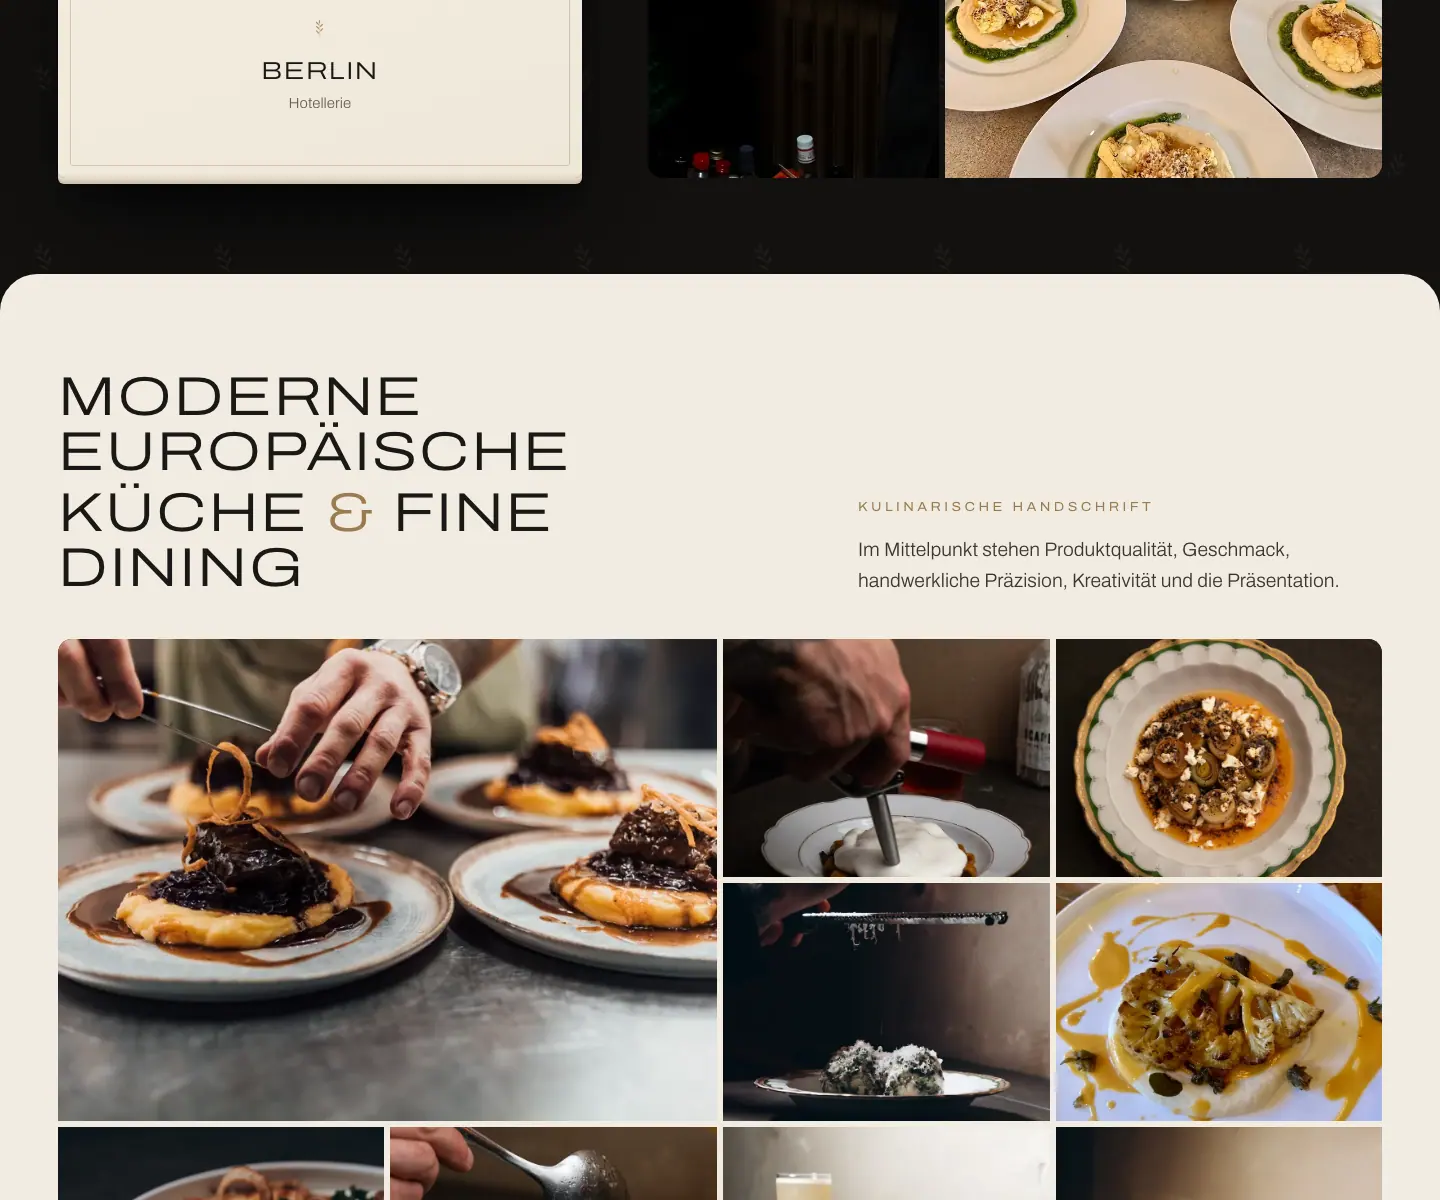 BERLIN
Hotellerie
MODERNE
EUROPÄISCHE
KÜCHE & FINE
DINING
KULINARISCHE HANDSCHRIFT
Im Mittelpunkt stehen Produktqualität, Geschmack,
handwerkliche Präzision, Kreativität und die Präsentation.